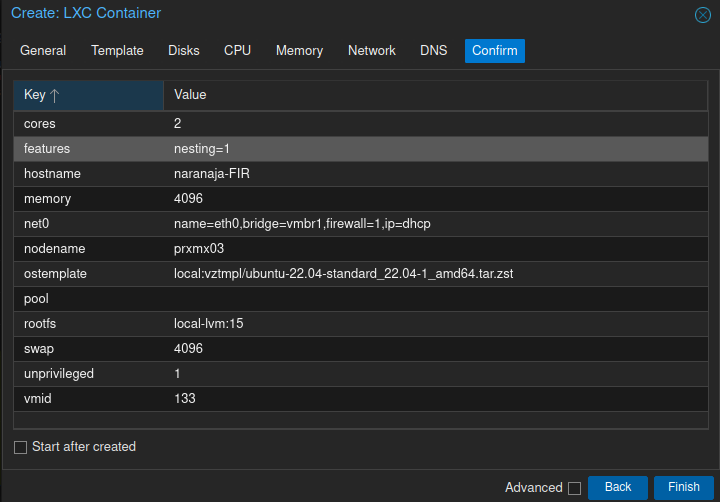 Create: LXC Container
General Template Disks CPU Memory Network DNS Confirm
Key Value
cores 2
features nesting=1
hostname naranaja-FIR
memory 4096
net0 name=eth0,bridge=vmbr1,firewall=1,ip=dhcp
nodename prxmx03
ostemplate local:vztmpl/ubuntu-22.04-standard_22.04-1_amd64.tar.zst
pool
rootfs local-lvm:15
swap 4096
unprivileged 1
vmid 133
Start after created
Advanced Back Finish